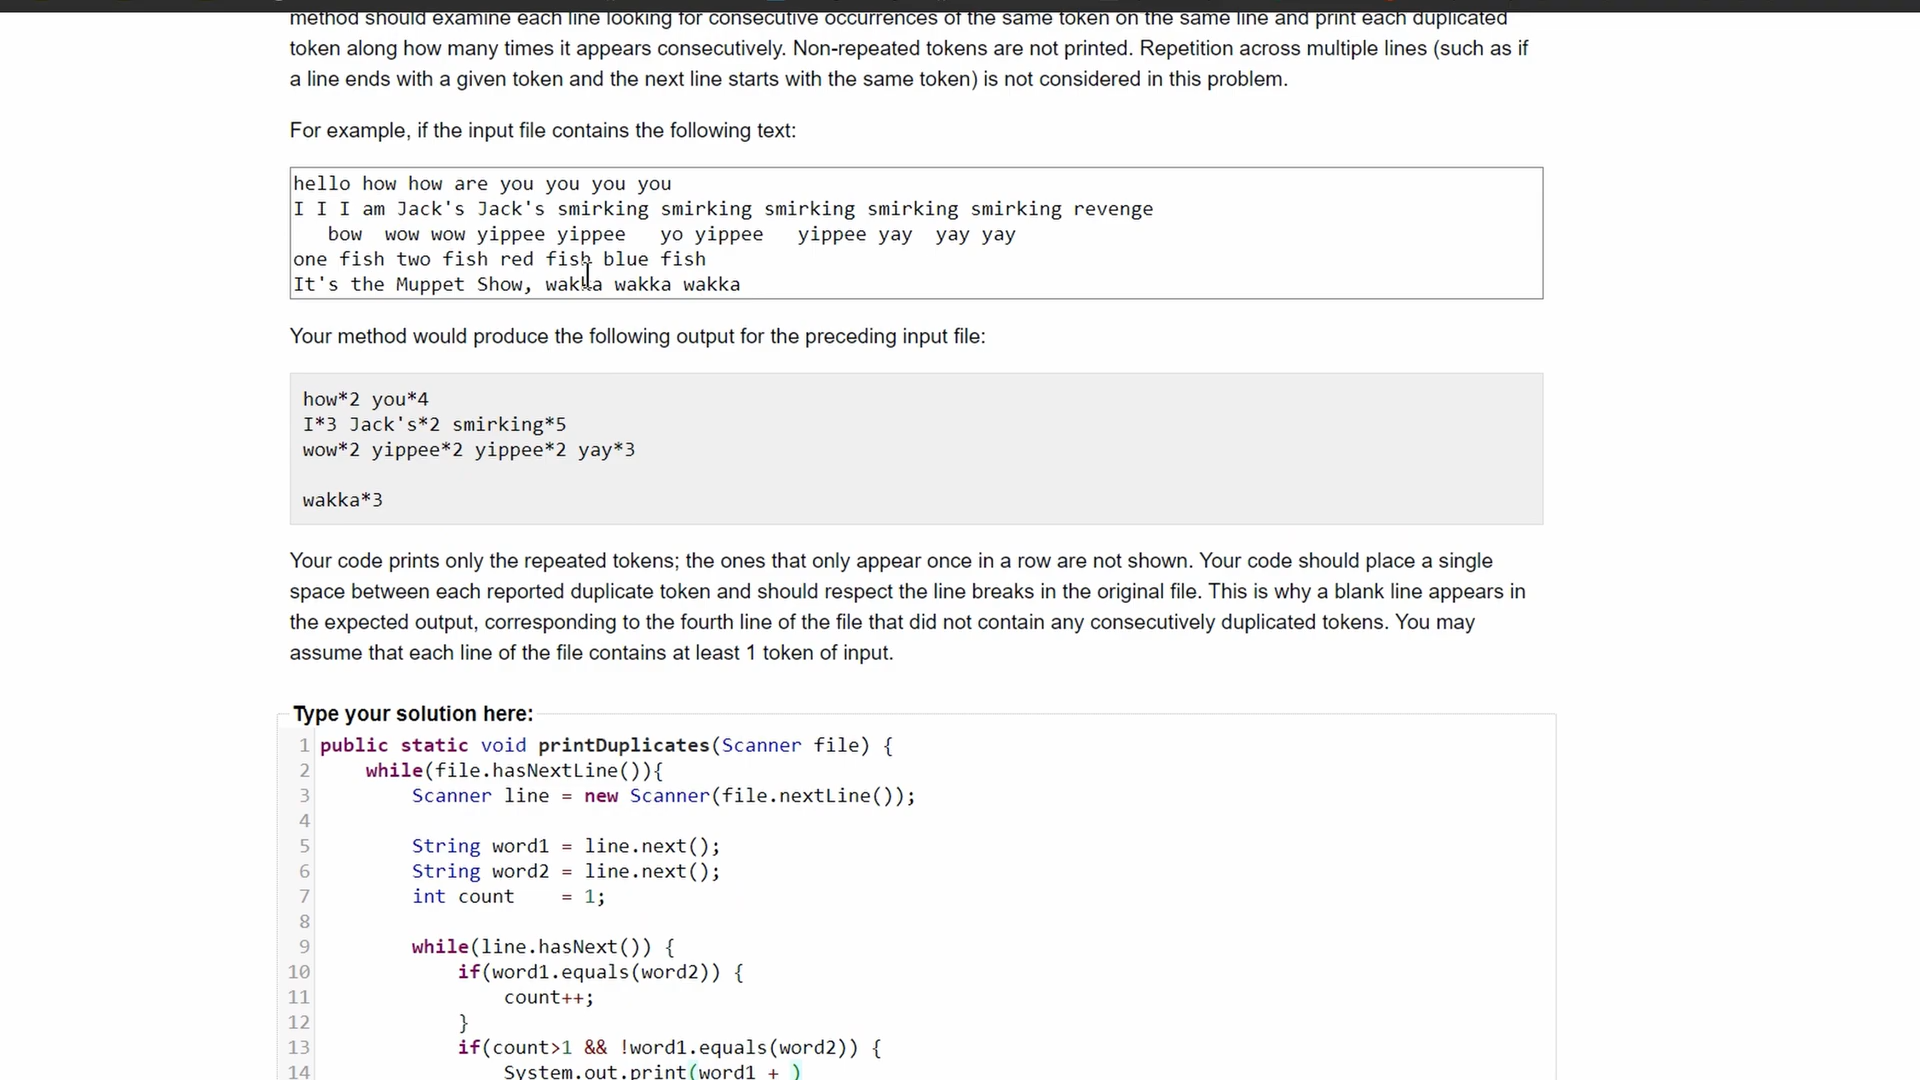 method should examine each line looking for consecutive occurrences of the same token on the same line and print each duplicated
token along how many times it appears consecutively. Non-repeated tokens are not printed. Repetition across multiple lines (such as if
a line ends with a given token and the next line starts with the same token) is not considered in this problem.
For example, if the input file contains the following text:
hello how how are you you you you
I I I am Jack's Jack's smirking smirking smirking smirking smirking revenge
   bow  wow wow yippee yippee   yo yippee   yippee yay  yay yay
one fish two fish red fish blue fish
It's the Muppet Show, wakka wakka wakka
Your method would produce the following output for the preceding input file:
how*2 you*4
I*3 Jack's*2 smirking*5
wow*2 yippee*2 yippee*2 yay*3
wakka*3
Your code prints only the repeated tokens; the ones that only appear once in a row are not shown. Your code should place a single
space between each reported duplicate token and should respect the line breaks in the original file. This is why a blank line appears in
the expected output, corresponding to the fourth line of the file that did not contain any consecutively duplicated tokens. You may
assume that each line of the file contains at least 1 token of input.
Type your solution here:
1 public static void printDuplicates(Scanner file) {
2     while(file.hasNextLine()){
3         Scanner line = new Scanner(file.nextLine());
4
5         String word1 = line.next();
6         String word2 = line.next();
7         int count    = 1;
8
9         while(line.hasNext()) {
10             if(word1.equals(word2)) {
11                 count++;
12             }
13             if(count>1 && !word1.equals(word2)) {
14                 System.out.print(word1 + )